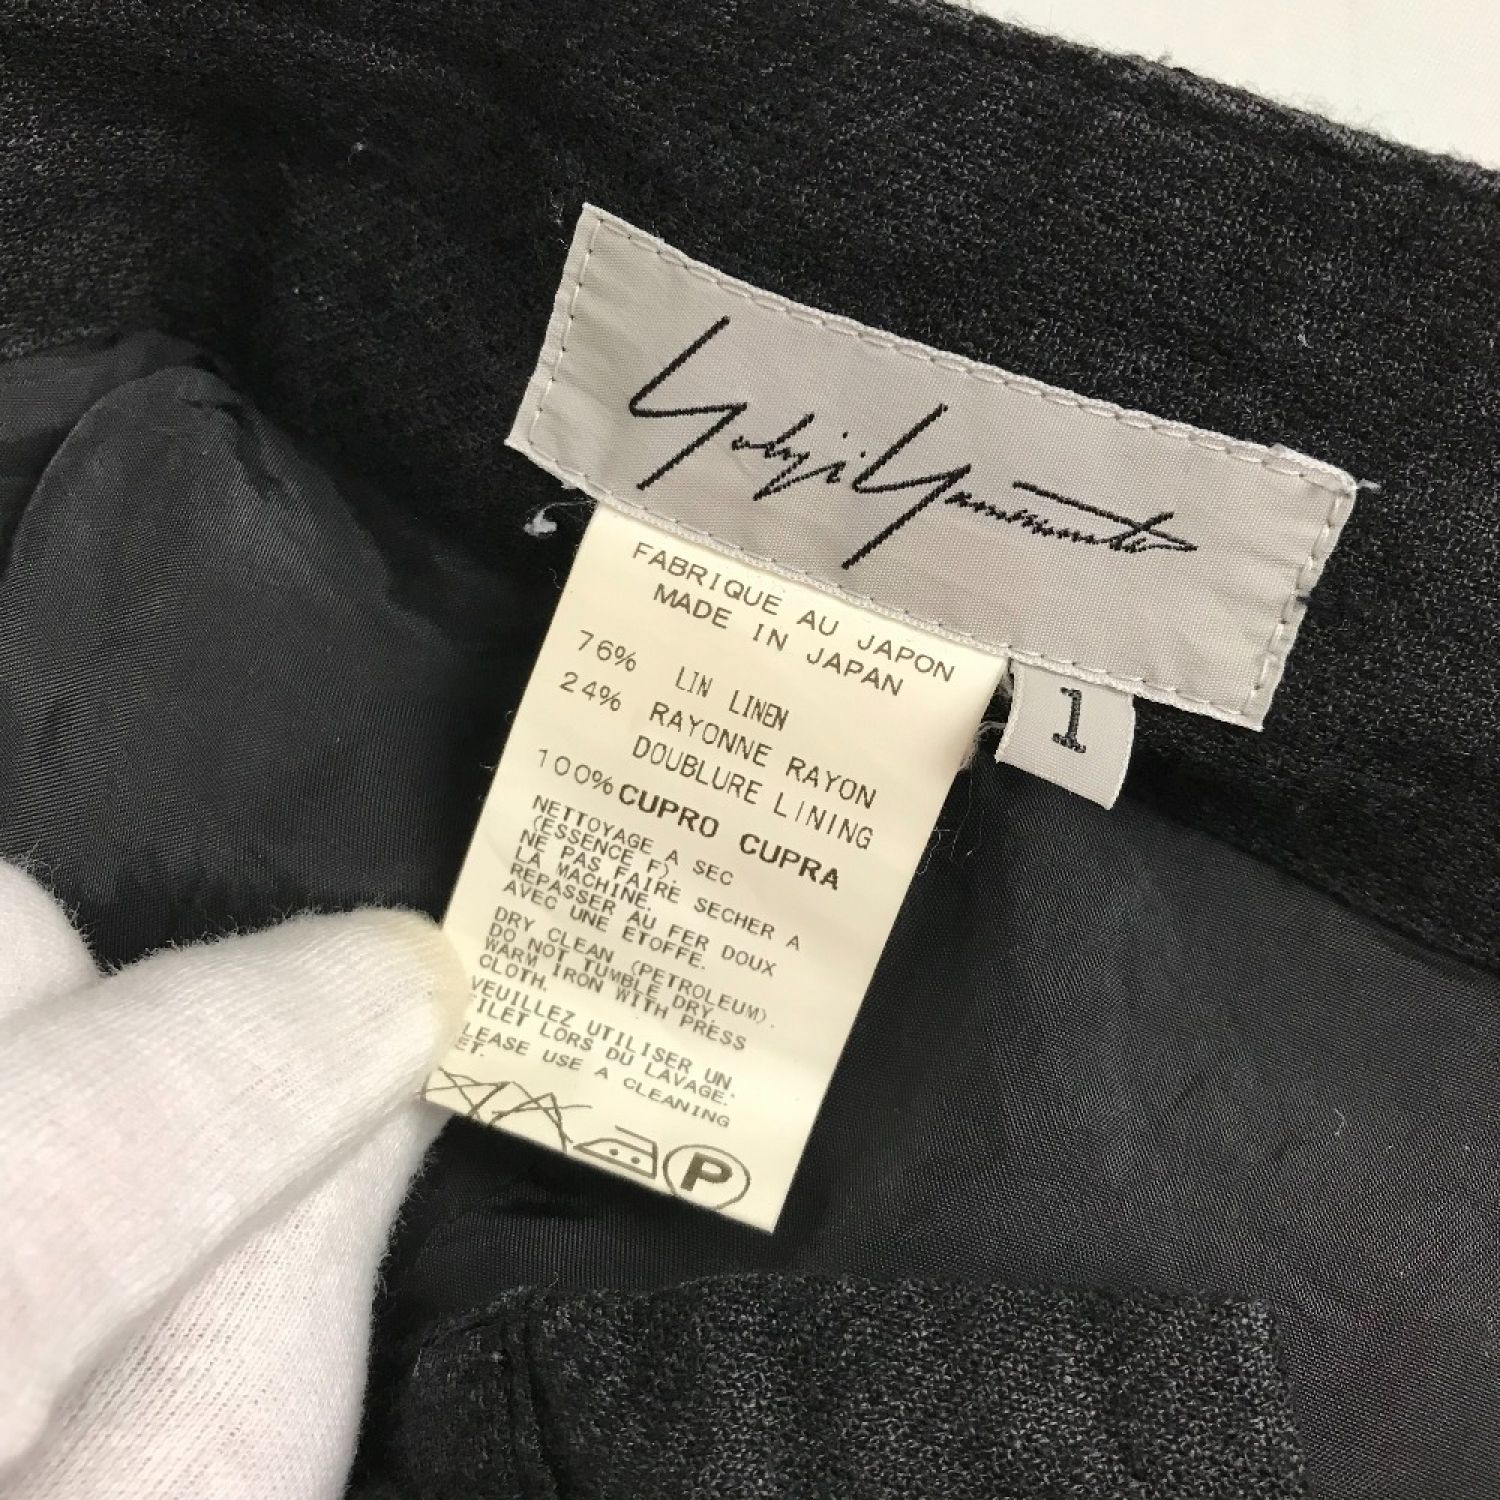 Yohji Yamamoto
1
FABRIQUE AU JAPON
MADE IN JAPAN
76% LIN LINEN
24% RAYONNE RAYON
DOUBLURE LINING
100% CUPRO CUPRA
NETTOYAGE A SEC
(ESSENCE F).
NE PAS FAIRE SECHER A
LA MACHINE.
REPASSER AU FER DOUX
AVEC UNE ETOFFE.
DRY CLEAN (PETROLEUM).
DO NOT TUMBLE DRY.
WARM IRON WITH PRESS
CLOTH.
VEUILLEZ UTILISER UN
FILET LORS DU LAVAGE.
LEASE USE A CLEANING
ET.
P